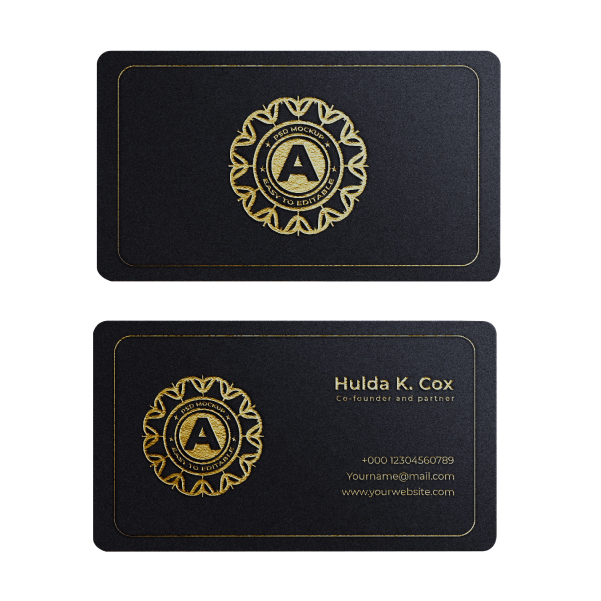 PSD MOCKUP
A
EASY TO EDITABLE
PSD MOCKUP
A
EASY TO EDITABLE
Hulda K. Cox
Co-founder and partner
+000 12304560789
Yourname@mail.com
www.yourwebsite.com